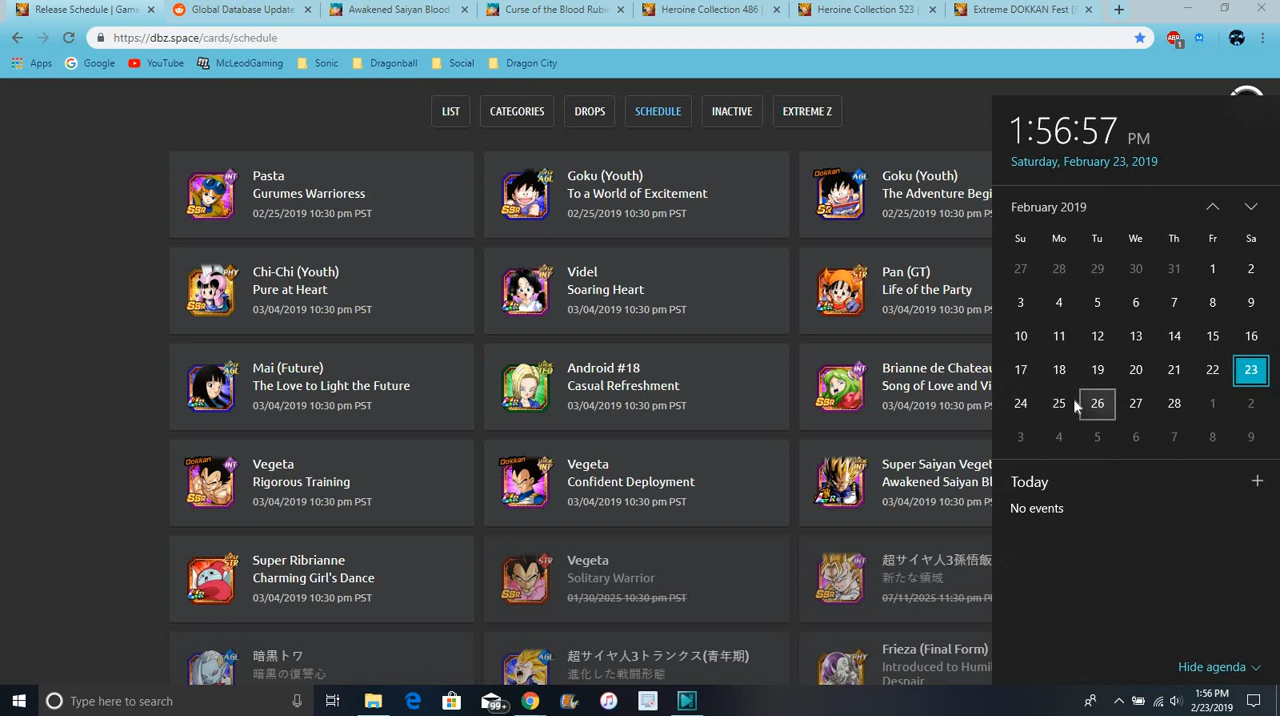 Release Schedule | Game
Global Database Update
Awakened Saiyan Blood
Curse of the Blood Rubi
Heroine Collection 486 |
Heroine Collection 523 |
Extreme DOKKAN Fest [
https://dbz.space/cards/schedule
Apps
Google
YouTube
McLeodGaming
Sonic
Dragonball
Social
Dragon City
LIST
CATEGORIES
DROPS
SCHEDULE
INACTIVE
EXTREME Z
Pasta
Gurumes Warrioress
02/25/2019 10:30 pm PST
Goku (Youth)
To a World of Excitement
02/25/2019 10:30 pm PST
Goku (Youth)
The Adventure Begi
02/25/2019 10:30 pm PST
Chi-Chi (Youth)
Pure at Heart
03/04/2019 10:30 pm PST
Videl
Soaring Heart
03/04/2019 10:30 pm PST
Pan (GT)
Life of the Party
03/04/2019 10:30 pm PST
Mai (Future)
The Love to Light the Future
03/04/2019 10:30 pm PST
Android #18
Casual Refreshment
03/04/2019 10:30 pm PST
Brianne de Chateau
Song of Love and Vi
03/04/2019 10:30 pm PST
Vegeta
Rigorous Training
03/04/2019 10:30 pm PST
Vegeta
Confident Deployment
03/04/2019 10:30 pm PST
Super Saiyan Veget
Awakened Saiyan Bl
03/04/2019 10:30 pm PST
Super Ribrianne
Charming Girl's Dance
03/04/2019 10:30 pm PST
Vegeta
Solitary Warrior
01/30/2025 10:30 pm PST
超サイヤ人3孫悟飯
新たな領域
07/11/2025 11:30 pm PST
暗黒トワ
暗黒の復讐心
超サイヤ人3トランクス(青年期)
進化した戦闘形態
Frieza (Final Form)
Introduced to Humil
Despair
1:56:57 PM
Saturday, February 23, 2019
February 2019
Su Mo Tu We Th Fr Sa
27 28 29 30 31 1 2
3 4 5 6 7 8 9
10 11 12 13 14 15 16
17 18 19 20 21 22 23
24 25 26 27 28 1 2
3 4 5 6 7 8 9
Today
No events
Hide agenda
Type here to search
99+
1:56 PM
2/23/2019